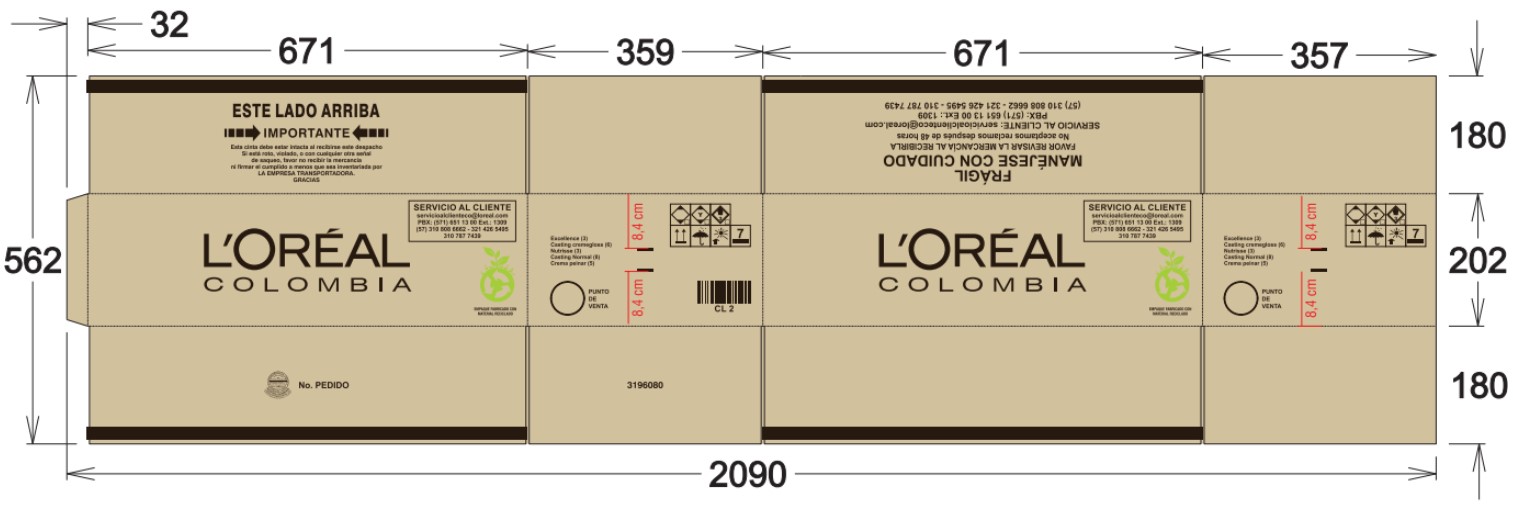 32
671
359
671
357
ESTE LADO ARRIBA
IMPORTANTE
Esta cinta debe estar intacta al recibirse este despacho
Si está roto, violado, o con cualquier otra señal
de saqueo, favor no recibir la mercancia
ni firmar el cumplido a menos que sea inventariada por
LA EMPRESA TRANSPORTADORA.
GRACIAS
FRÁGIL
MANÉJESE CON CUIDADO
FAVOR REVISAR LA MERCANCÍA AL RECIBIRLA
No aceptamos reclamos después de 48 horas
SERVICIO AL CLIENTE: servicioalclienteco@loreal.com
PBX: (571) 651 13 00 Ext.: 1309
(57) 310 808 6662 - 321 426 5495 - 310 787 7439
180
562
L'ORÉAL
COLOMBIA
SERVICIO AL CLIENTE
servicioalclienteco@loreal.com
PBX: (571) 651 13 00 Ext.: 1309
(57) 310 808 6662 - 321 426 5495
310 787 7439
EMPAQUE FABRICADO CON
MATERIAL RECICLADO
Excellence (3)
Casting cremegloss (6)
Nutrisse (3)
Casting Normal (8)
Crema peinar (5)
PUNTO
DE
VENTA
8,4 cm
8,4 cm
7
CL 2
L'ORÉAL
COLOMBIA
SERVICIO AL CLIENTE
servicioalclienteco@loreal.com
PBX: (571) 651 13 00 Ext.: 1309
(57) 310 808 6662 - 321 426 5495
310 787 7439
EMPAQUE FABRICADO CON
MATERIAL RECICLADO
Excellence (3)
Casting cremegloss (6)
Nutrisse (3)
Casting Normal (8)
Crema peinar (5)
PUNTO
DE
VENTA
8,4 cm
8,4 cm
7
202
No. PEDIDO
3196080
180
2090